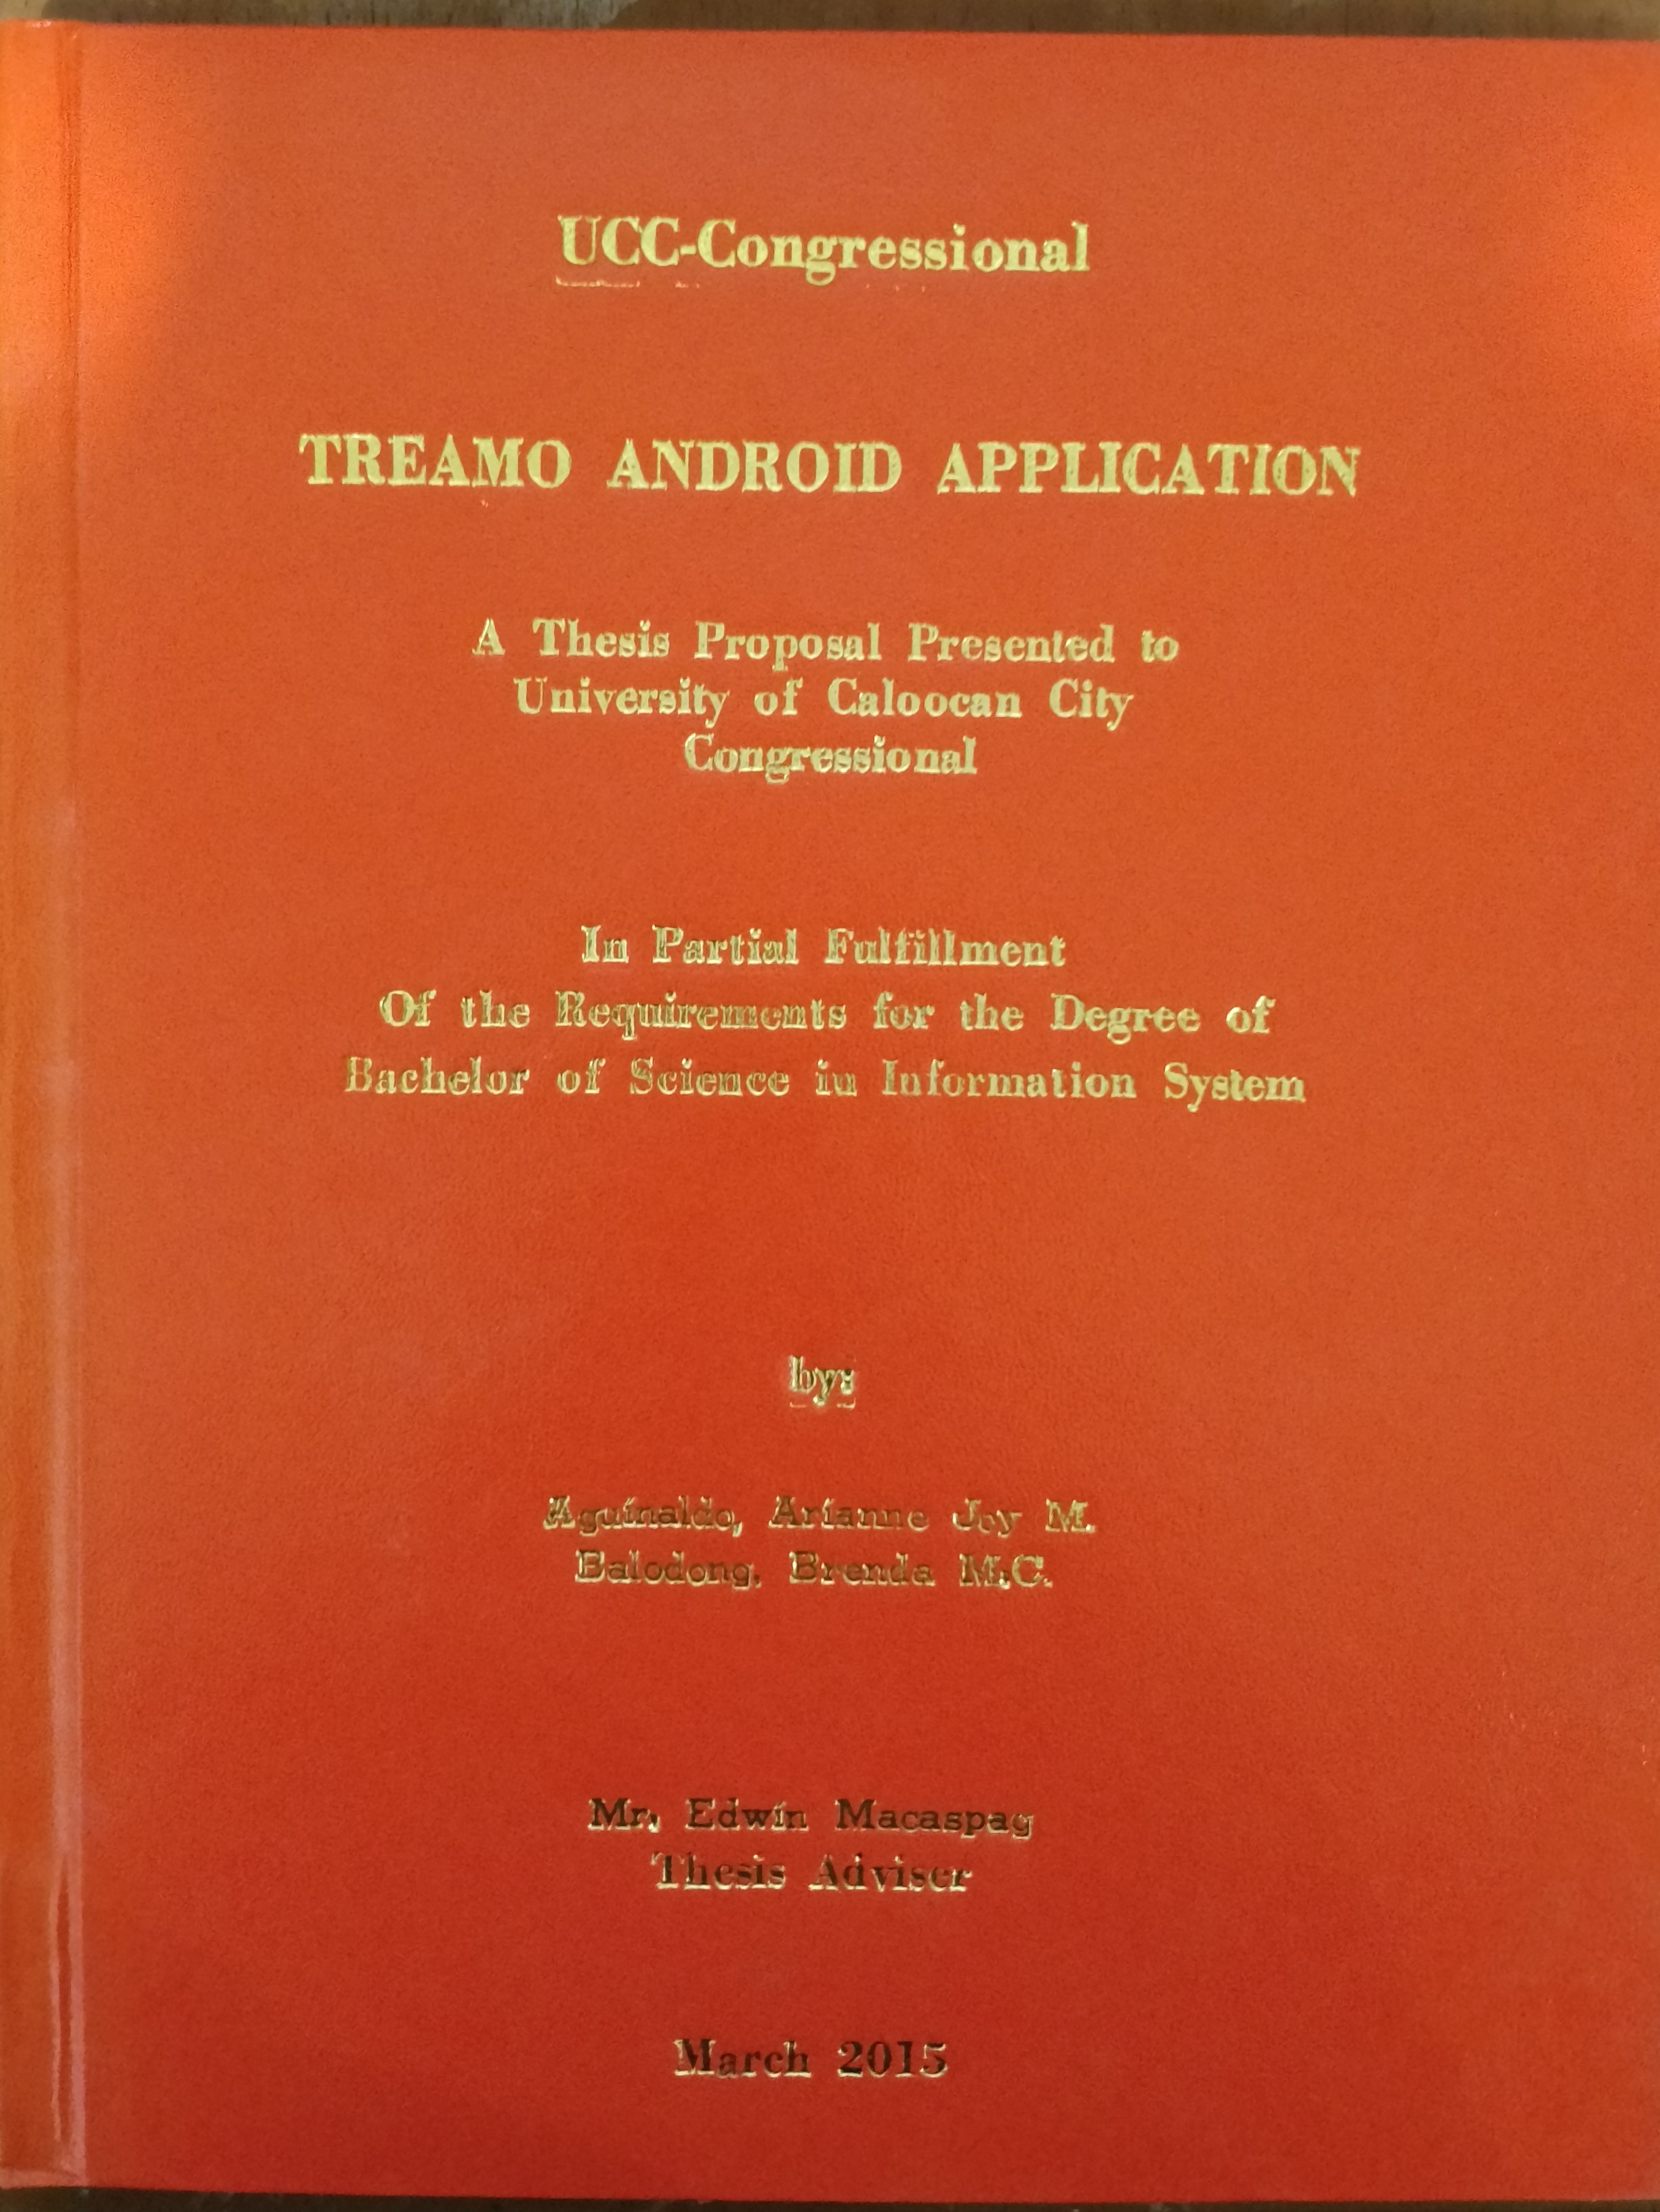 UCC-Congressional
TREAMO ANDROID APPLICATION
A Thesis Proposal Presented to
University of Caloocan City
Congressional
In Partial Fulfillment
Of the Requirements for the Degree of
Bachelor of Science in Information System
by:
Aguinaldo, Arianne Joy M.
Balodong, Brenda M.C.
Mr. Edwin Macaspag
Thesis Adviser
March 2015